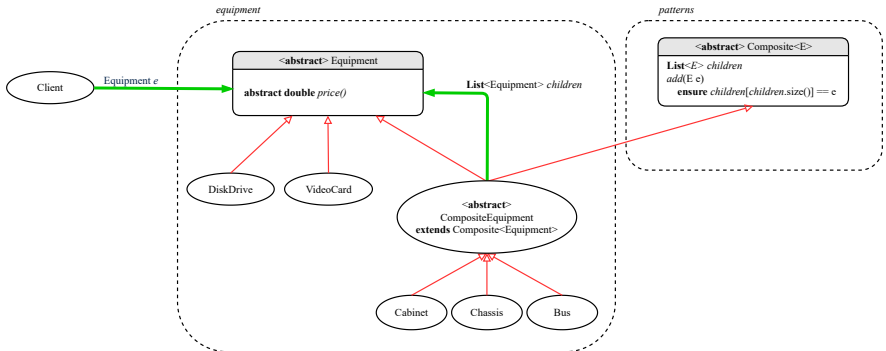 equipment
patterns
<abstract> Equipment
abstract double price()
<abstract> Composite<E>
List<E> children
add(E e)
ensure children[children.size()] == e
Client
Equipment e
List<Equipment> children
DiskDrive
VideoCard
<abstract>
CompositeEquipment
extends Composite<Equipment>
Cabinet
Chassis
Bus